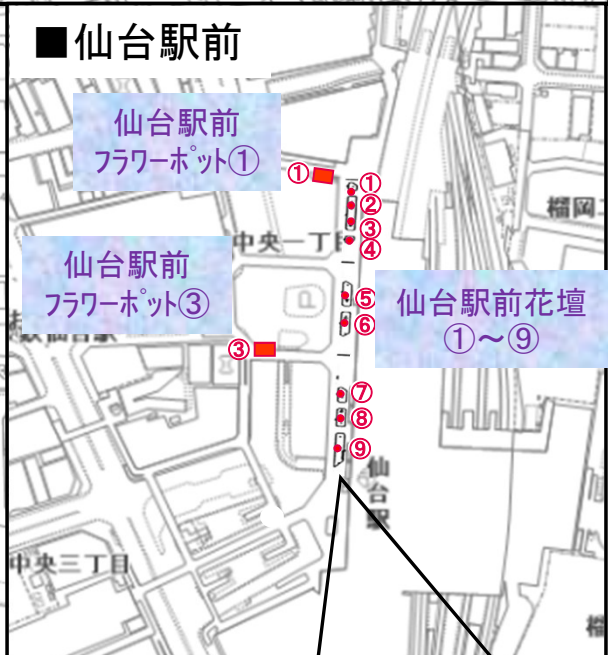 ■仙台駅前
仙台駅前
フラワーポット①
①
①
②
③
④
中央一丁目
榴岡
仙台駅前
フラワーポット③
③
⑤
⑥
仙台駅前花壇
①～⑨
⑦
⑧
⑨
仙台駅
中央三丁目